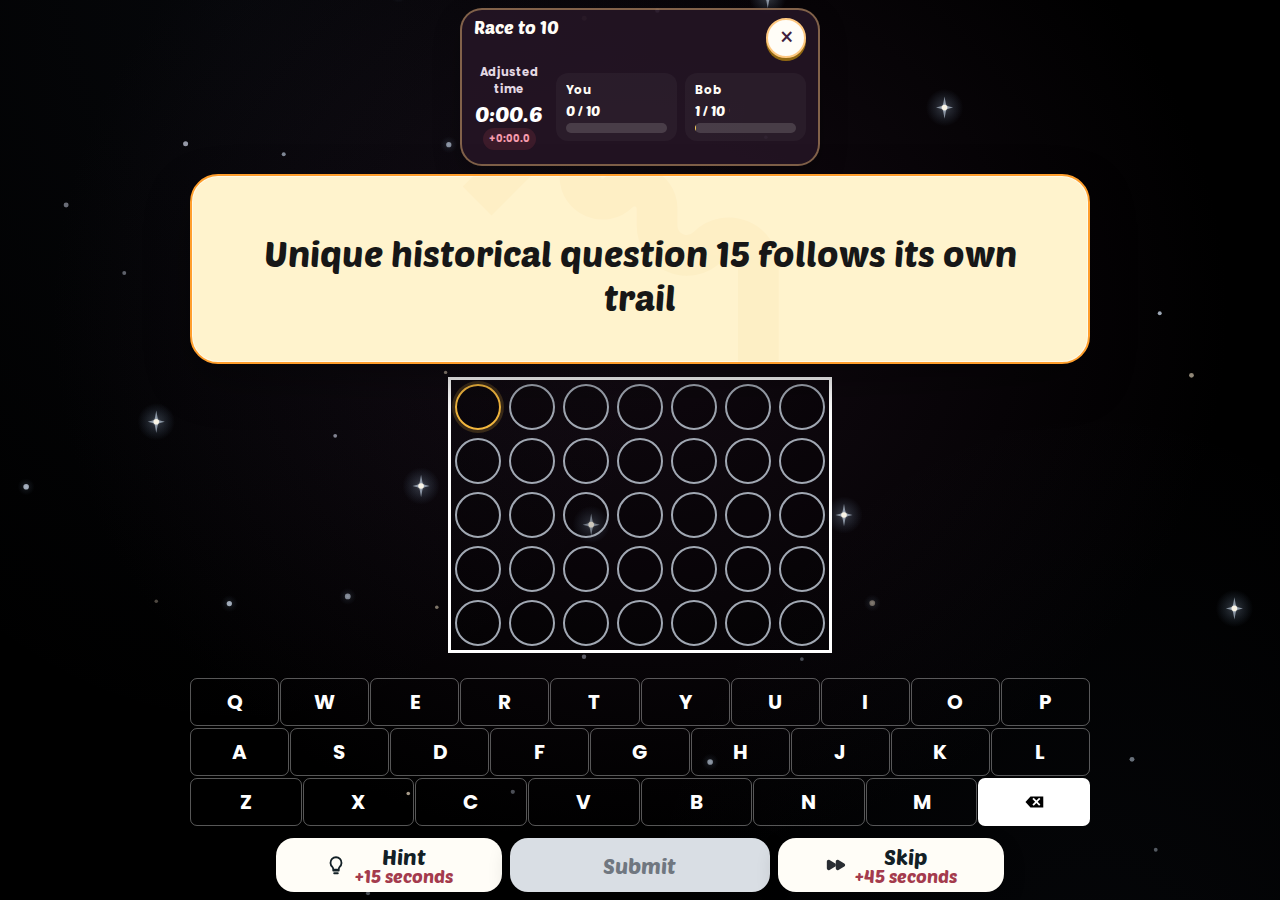 Race to 10
×
Adjusted time
0:00.6
+0:00.0
You
0 / 10
Bob
1 / 10
Unique historical question 15 follows its own
trail
Q W E R T Y U I O P
A S D F G H J K L
Z X C V B N M
Hint
+15 seconds
Submit
Skip
+45 seconds